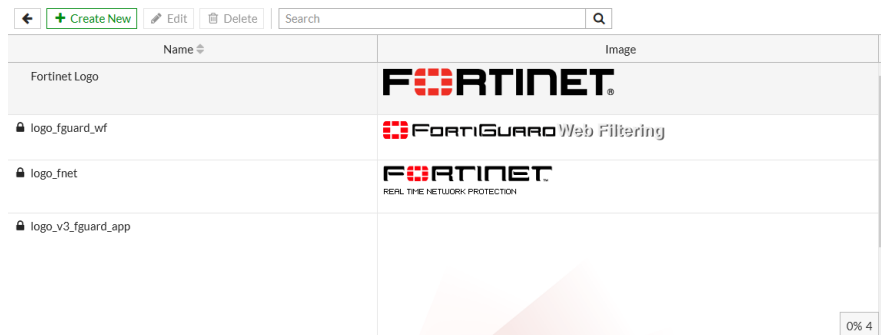 Create New Edit Delete Search
Name Image
Fortinet Logo FORTINET®
logo_fguard_wf FORTIGUARD Web Filtering
logo_fnet FORTINET™
REAL TIME NETWORK PROTECTION
logo_v3_fguard_app
0% 4